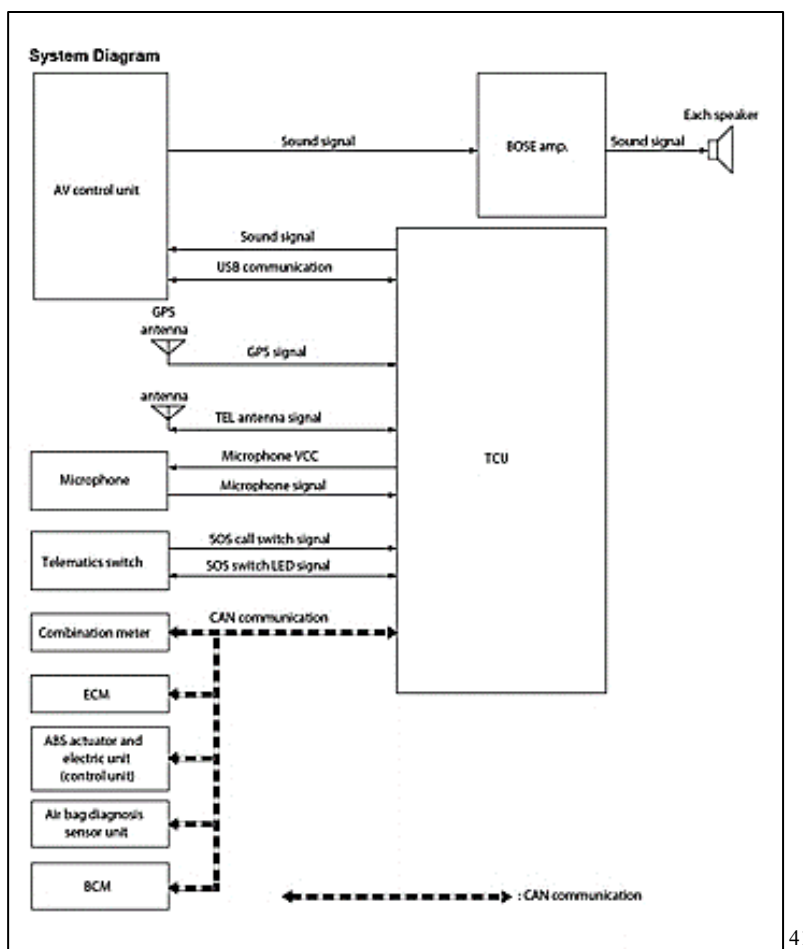 System Diagram
Each speaker
Sound signal
BOSE amp.
Sound signal
AV control unit
Sound signal
USB communication
GPS
antenna
GPS signal
antenna
TEL antenna signal
Microphone VCC
TCU
Microphone
Microphone signal
SOS call switch signal
Telematics switch
SOS switch LED signal
CAN communication
Combination meter
ECM
ABS actuator and
electric unit
(control unit)
Air bag diagnosis
sensor unit
BCM
: CAN communication
4